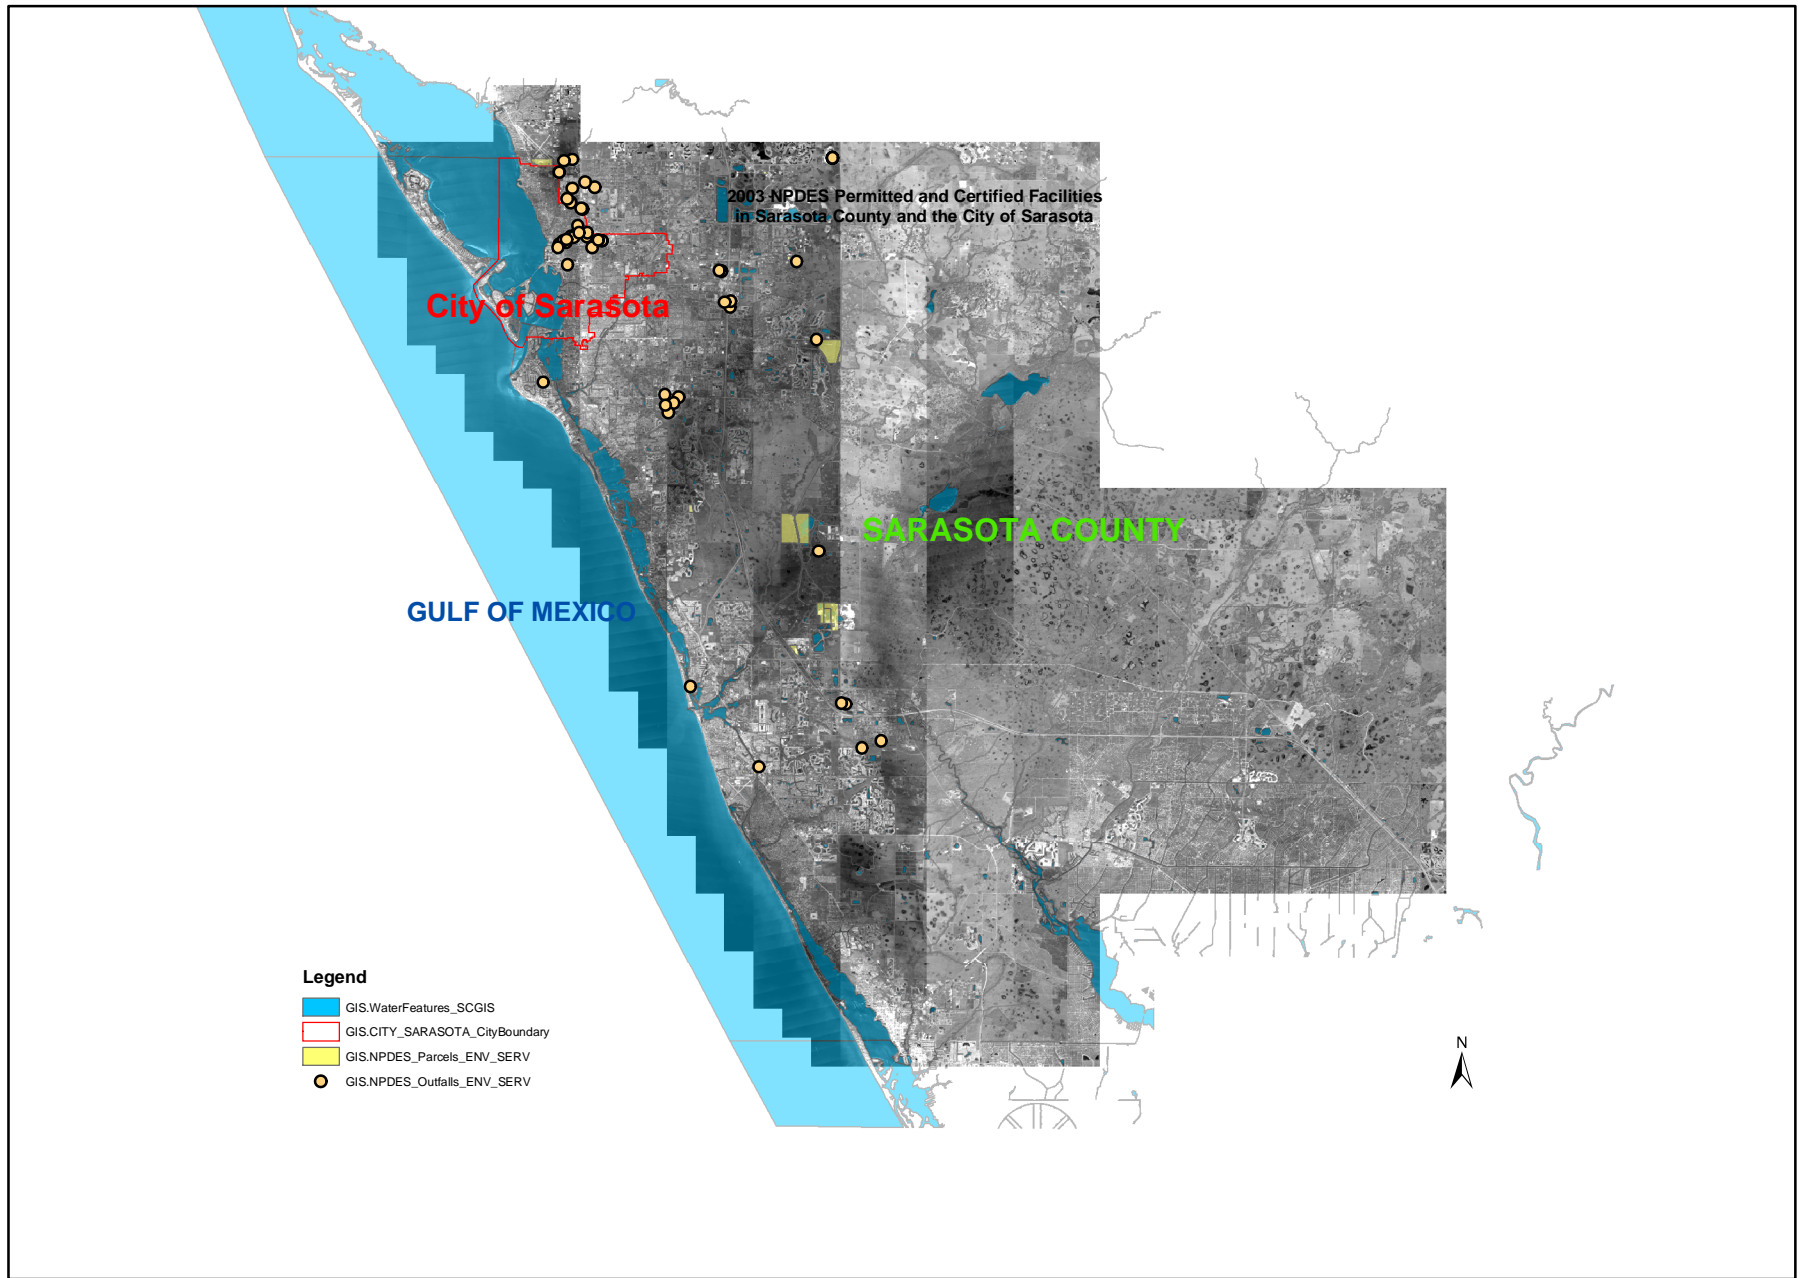 2003 NPDES Permitted and Certified Facilities
in Sarasota County and the City of Sarasota
City of Sarasota
SARASOTA COUNTY
GULF OF MEXICO
Legend
GIS.WaterFeatures_SCGIS
GIS.CITY_SARASOTA_CityBoundary
GIS.NPDES_Parcels_ENV_SERV
GIS.NPDES_Outfalls_ENV_SERV
N